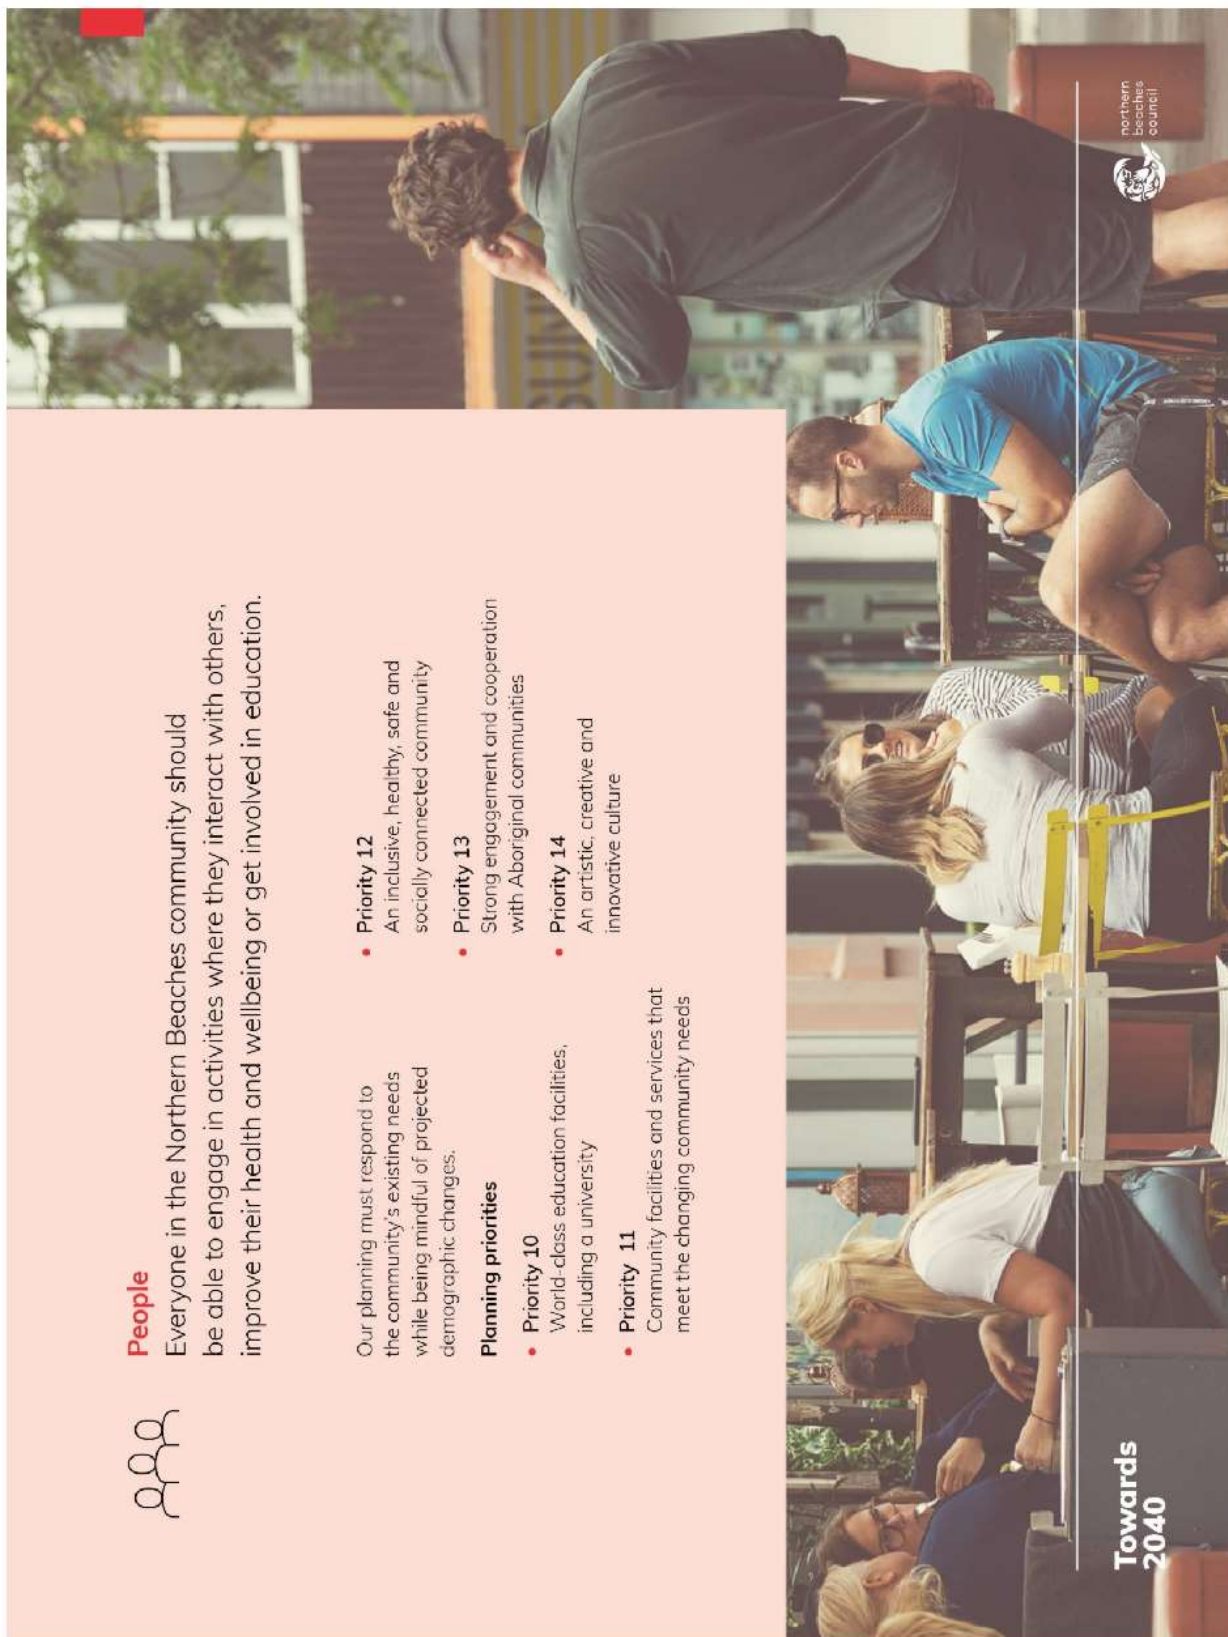 People
Everyone in the Northern Beaches community should
be able to engage in activities where they interact with others,
improve their health and wellbeing or get involved in education.
Our planning must respond to
the community's existing needs
while being mindful of projected
demographic changes.
Planning priorities
• Priority 10
World-class education facilities,
including a university
• Priority 11
Community facilities and services that
meet the changing community needs
• Priority 12
An inclusive, healthy, safe and
socially connected community
• Priority 13
Strong engagement and cooperation
with Aboriginal communities
• Priority 14
An artistic, creative and
innovative culture
Towards
2040
northern
beaches
council